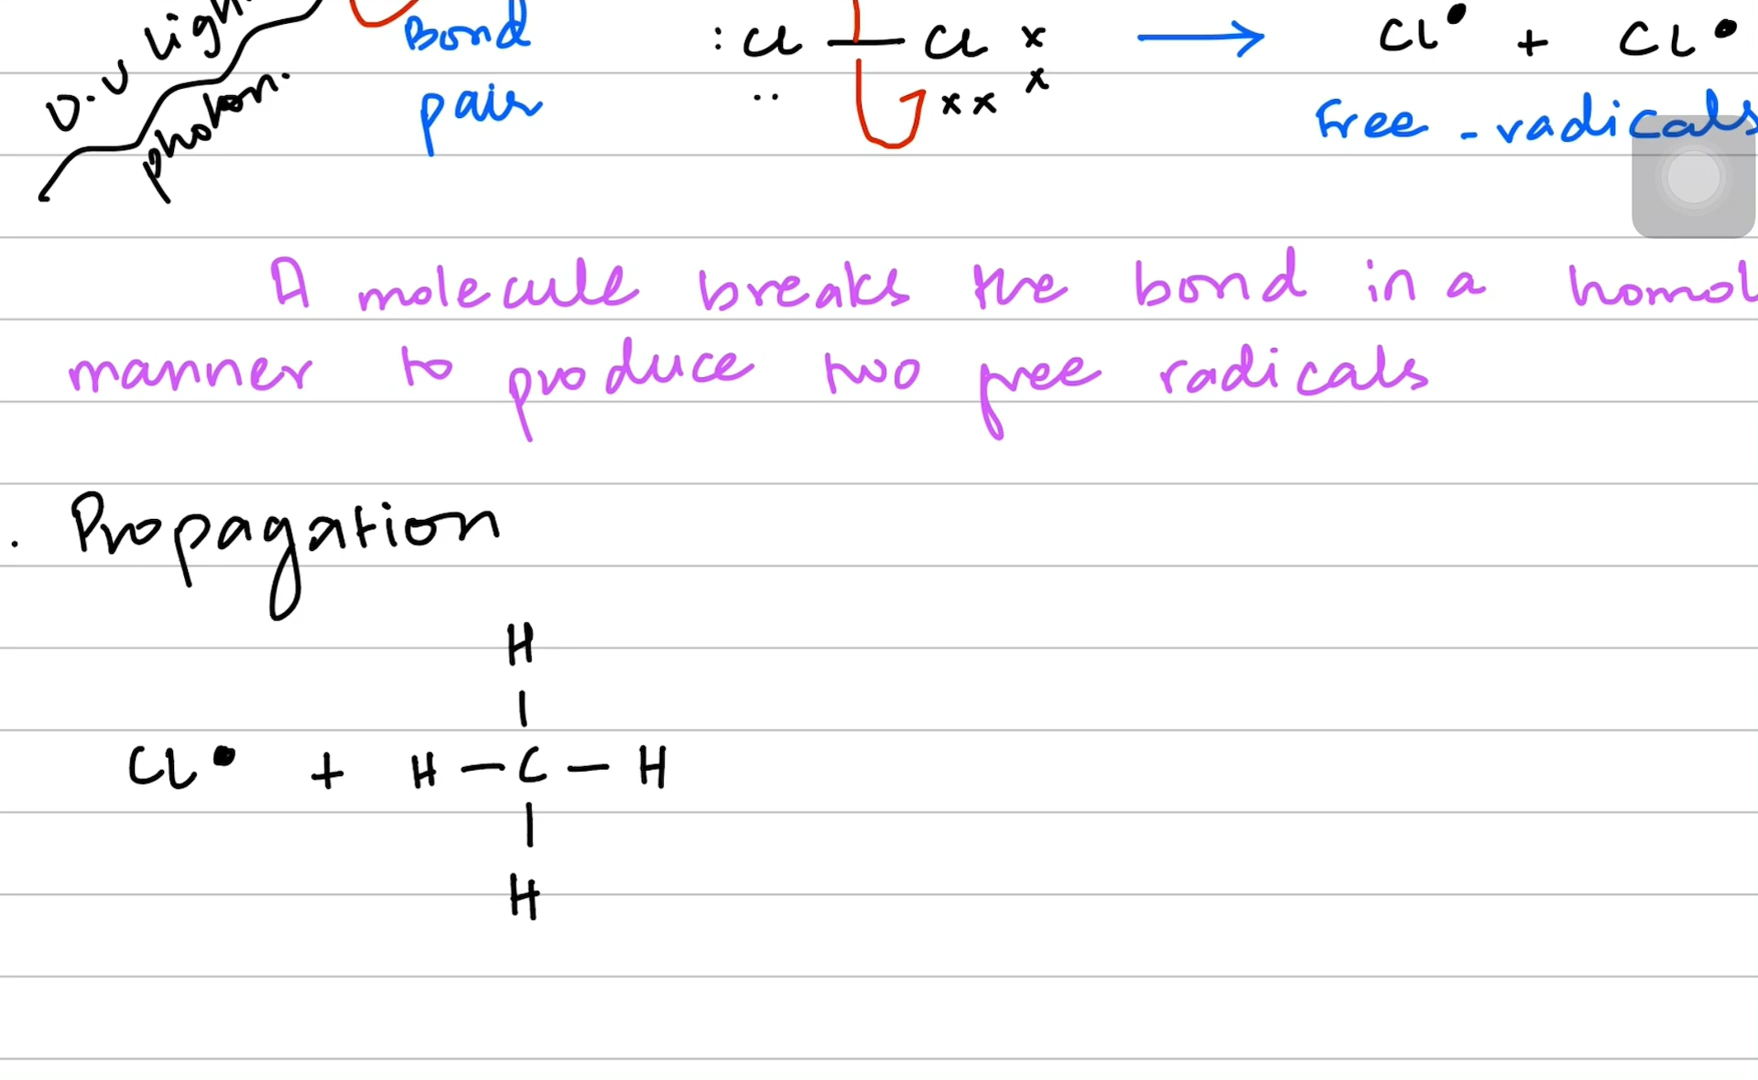 U.V Light
photon.
Bond
pair
: Cl — Cl x x
.. x x
→ Cl• + Cl•
Free - radicals
A molecule breaks the bond in a homol
manner to produce two free radicals
. Propagation
H
|
Cl• + H — C — H
|
H